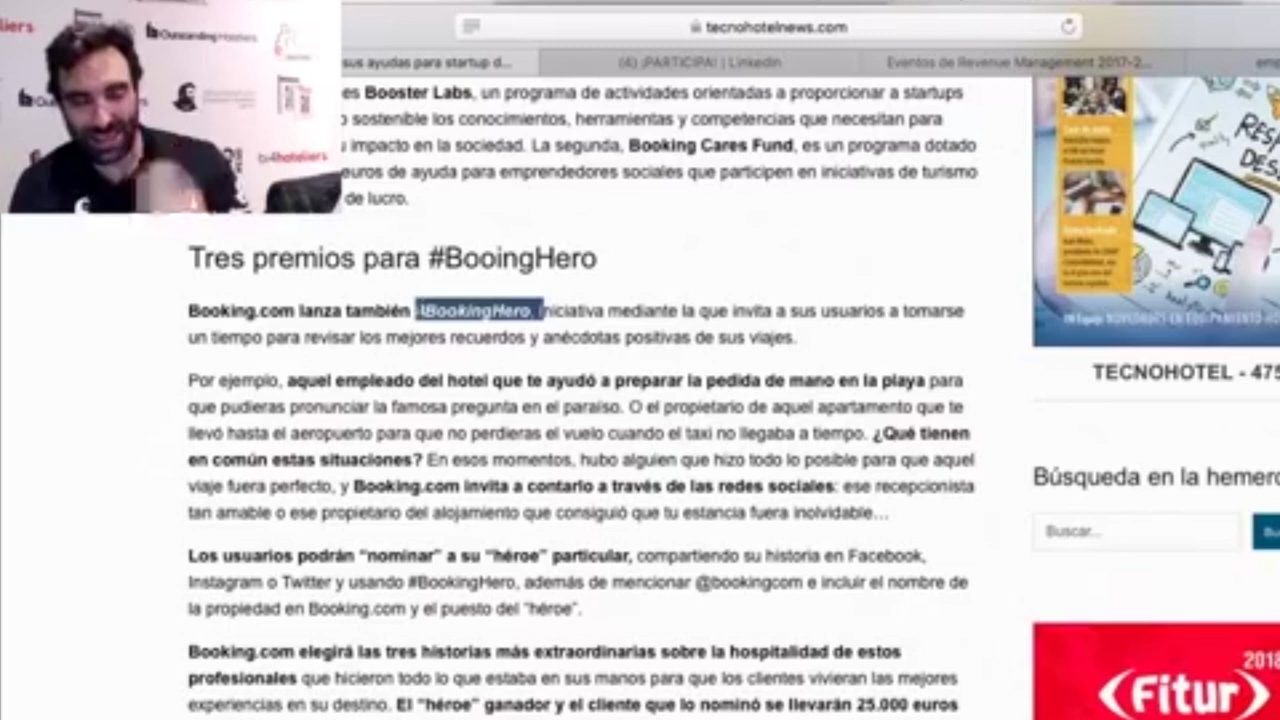 tecnohotelnews.com
sus ayudas para startup d...
(4) ¡PARTICIPA! | Linkedin
Eventos de Revenue Management 2017-2...
emp
liers
Outstanding Hoteliers
tv4hoteliers
es Booster Labs, un programa de actividades orientadas a proporcionar a startups
o sostenible los conocimientos, herramientas y competencias que necesitan para
u impacto en la sociedad. La segunda, Booking Cares Fund, es un programa dotado
euros de ayuda para emprendedores sociales que participen en iniciativas de turismo
de lucro.
Tres premios para #BooingHero
Booking.com lanza también #BookingHero, iniciativa mediante la que invita a sus usuarios a tomarse
un tiempo para revisar los mejores recuerdos y anécdotas positivas de sus viajes.
Por ejemplo, aquel empleado del hotel que te ayudó a preparar la pedida de mano en la playa para
que pudieras pronunciar la famosa pregunta en el paraíso. O el propietario de aquel apartamento que te
llevó hasta el aeropuerto para que no perdieras el vuelo cuando el taxi no llegaba a tiempo. ¿Qué tienen
en común estas situaciones? En esos momentos, hubo alguien que hizo todo lo posible para que aquel
viaje fuera perfecto, y Booking.com invita a contarlo a través de las redes sociales: ese recepcionista
tan amable o ese propietario del alojamiento que consiguió que tu estancia fuera inolvidable...
Los usuarios podrán “nominar” a su “héroe” particular, compartiendo su historia en Facebook,
Instagram o Twitter y usando #BookingHero, además de mencionar @bookingcom e incluir el nombre de
la propiedad en Booking.com y el puesto del “héroe”.
Booking.com elegirá las tres historias más extraordinarias sobre la hospitalidad de estos
profesionales que hicieron todo lo que estaba en sus manos para que los clientes vivieran las mejores
experiencias en su destino. El “héroe” ganador y el cliente que lo nominó se llevarán 25.000 euros
RESP
DES
TECNOHOTEL - 475
Búsqueda en la hemero
Buscar...
Bu
2018
Fitur